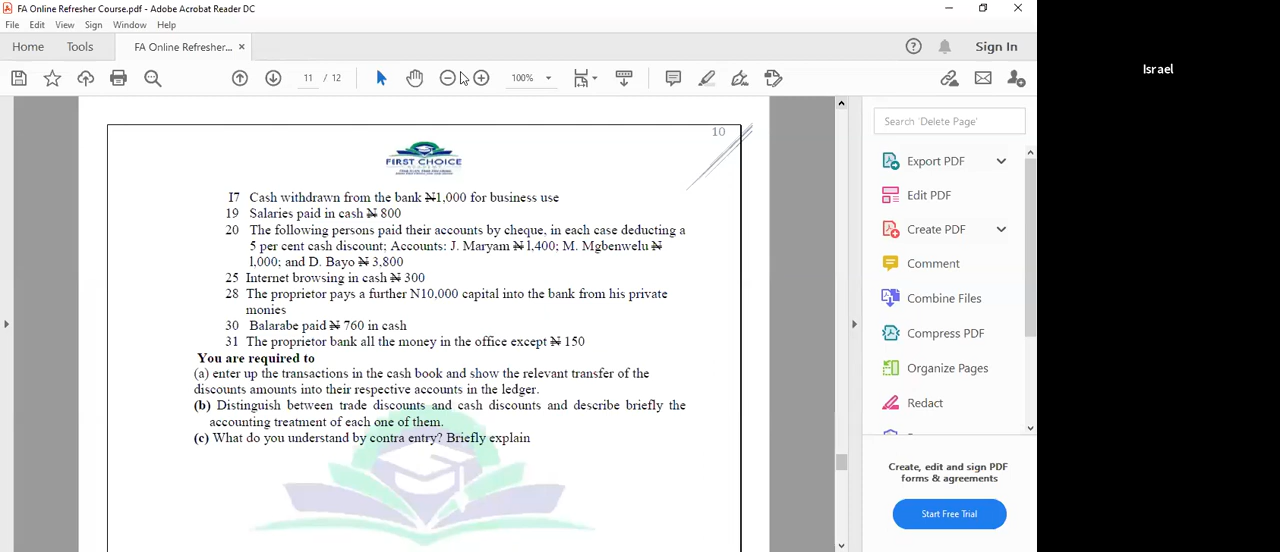 FA Online Refresher Course.pdf - Adobe Acrobat Reader DC
File Edit View Sign Window Help
Home Tools FA Online Refresher... × Sign In
11 / 12 100%
Israel
Search 'Delete Page'
Export PDF
Edit PDF
Create PDF
Comment
Combine Files
Compress PDF
Organize Pages
Redact
Create, edit and sign PDF
forms & agreements
Start Free Trial
10
FIRST CHOICE
17 Cash withdrawn from the bank ₦1,000 for business use
19 Salaries paid in cash ₦ 800
20 The following persons paid their accounts by cheque, in each case deducting a
5 per cent cash discount; Accounts: J. Maryam ₦ 1,400; M. Mgbenwelu ₦
1,000; and D. Bayo ₦ 3,800
25 Internet browsing in cash ₦ 300
28 The proprietor pays a further N10,000 capital into the bank from his private
monies
30 Balarabe paid ₦ 760 in cash
31 The proprietor bank all the money in the office except ₦ 150
You are required to
(a) enter up the transactions in the cash book and show the relevant transfer of the
discounts amounts into their respective accounts in the ledger.
(b) Distinguish between trade discounts and cash discounts and describe briefly the
accounting treatment of each one of them.
(c) What do you understand by contra entry? Briefly explain